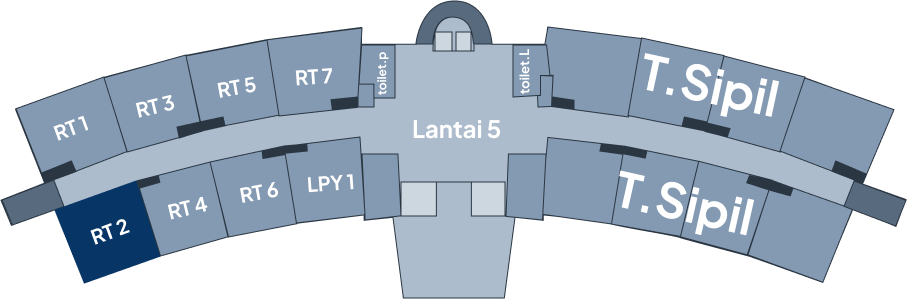 RT 1
RT 3
RT 5
RT 7
toilet.p
toilet.L
T.Sipil
Lantai 5
RT 2
RT 4
RT 6
LPY 1
T.Sipil